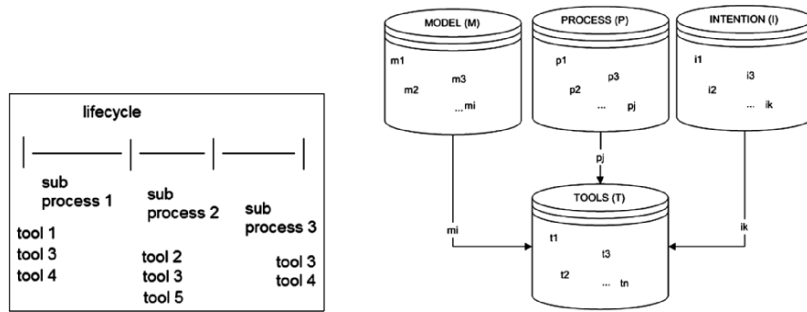 lifecycle
sub
process 1
sub
process 2
sub
process 3
tool 1
tool 3
tool 4
tool 2
tool 3
tool 5
tool 3
tool 4
MODEL (M)
m1
m3
m2
...mi
PROCESS (P)
p1
p3
p2
... pj
INTENTION (I)
i1
i3
i2
... ik
pj
mi
ik
TOOLS (T)
t1
t3
t2
... tn